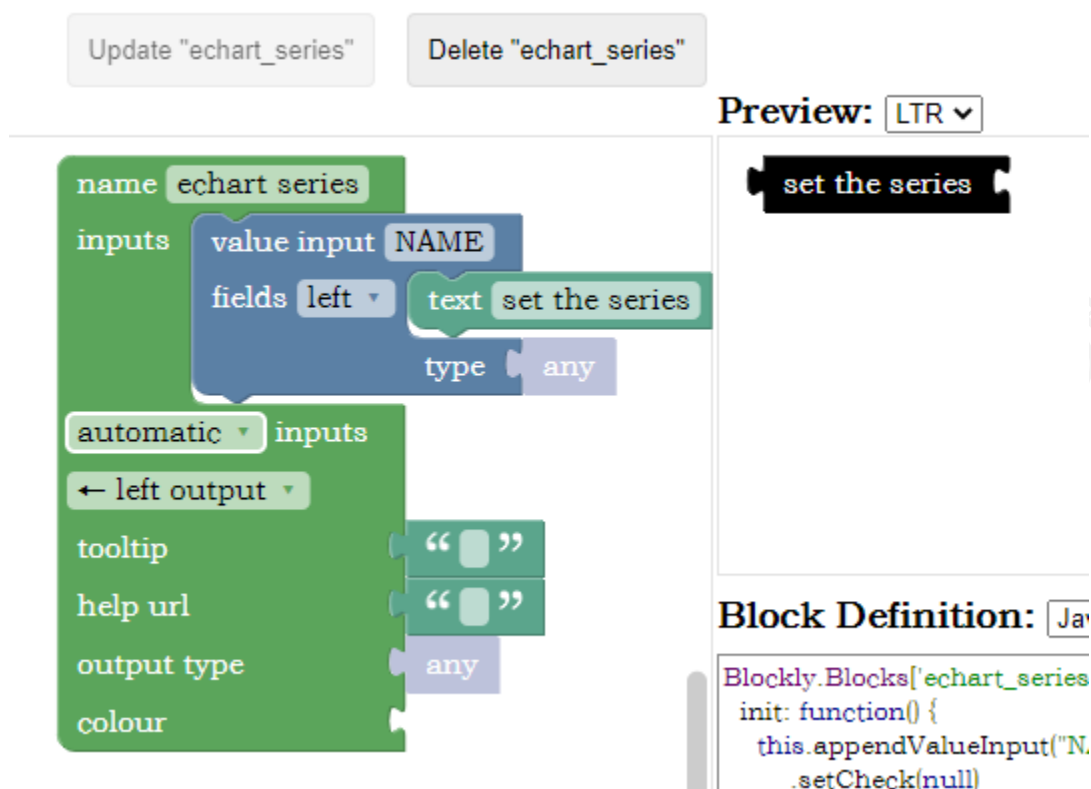 Update "echart_series" Delete "echart_series"
Preview: LTR
name echart series
inputs value input NAME
fields left text set the series
type any
automatic inputs
← left output
tooltip “ ”
help url “ ”
output type any
colour
set the series
Block Definition:
Blockly.Blocks['echart_series
init: function() {
this.appendValueInput("NA
.setCheck(null)